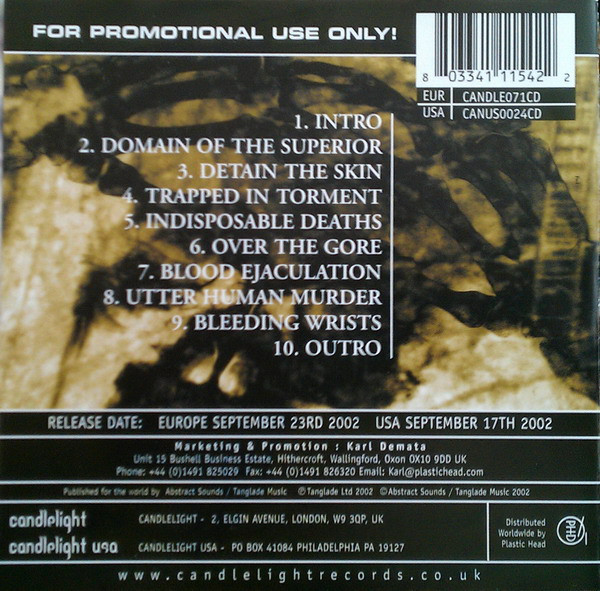 FOR PROMOTIONAL USE ONLY!
8 03341 11542 2
EUR CANDLE071CD
USA CANUS0024CD
1. INTRO
2. DOMAIN OF THE SUPERIOR
3. DETAIN THE SKIN
4. TRAPPED IN TORMENT
5. INDISPOSABLE DEATHS
6. OVER THE GORE
7. BLOOD EJACULATION
8. UTTER HUMAN MURDER
9. BLEEDING WRISTS
10. OUTRO
RELEASE DATE: EUROPE SEPTEMBER 23RD 2002 USA SEPTEMBER 17TH 2002
Marketing & Promotion : Karl Demata
Unit 15 Bushell Business Estate, Hithercroft, Wallingford, Oxon OX10 9DD UK
Phone: +44 (0)1491 825029 Fax: +44 (0)1491 826320 Email: Karl@plastichead.com
Published for the world by Abstract Sounds / Tanglade Music ℗Tanglade Ltd 2002 ©Abstract Sounds / Tanglade Music 2002
candlelight CANDLELIGHT - 2, ELGIN AVENUE, LONDON, W9 3QP, UK
candlelight usa CANDLELIGHT USA - PO BOX 41084 PHILADELPHIA PA 19127
Distributed
Worldwide by
Plastic Head
PHD
www.candlelightrecords.co.uk